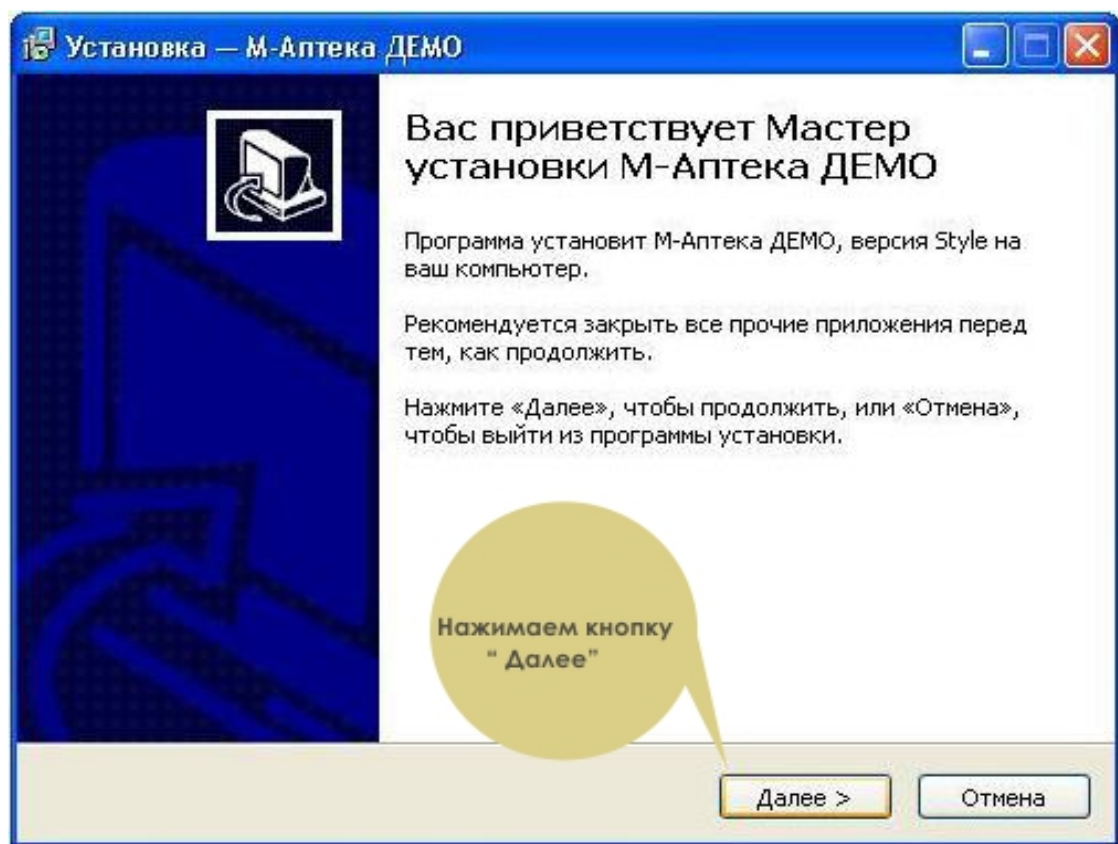 Установка — М-Аптека ДЕМО
Вас приветствует Мастер
установки М-Аптека ДЕМО
Программа установит М-Аптека ДЕМО, версия Style на
ваш компьютер.
Рекомендуется закрыть все прочие приложения перед
тем, как продолжить.
Нажмите «Далее», чтобы продолжить, или «Отмена»,
чтобы выйти из программы установки.
Нажимаем кнопку
“ Далее”
Далее >
Отмена